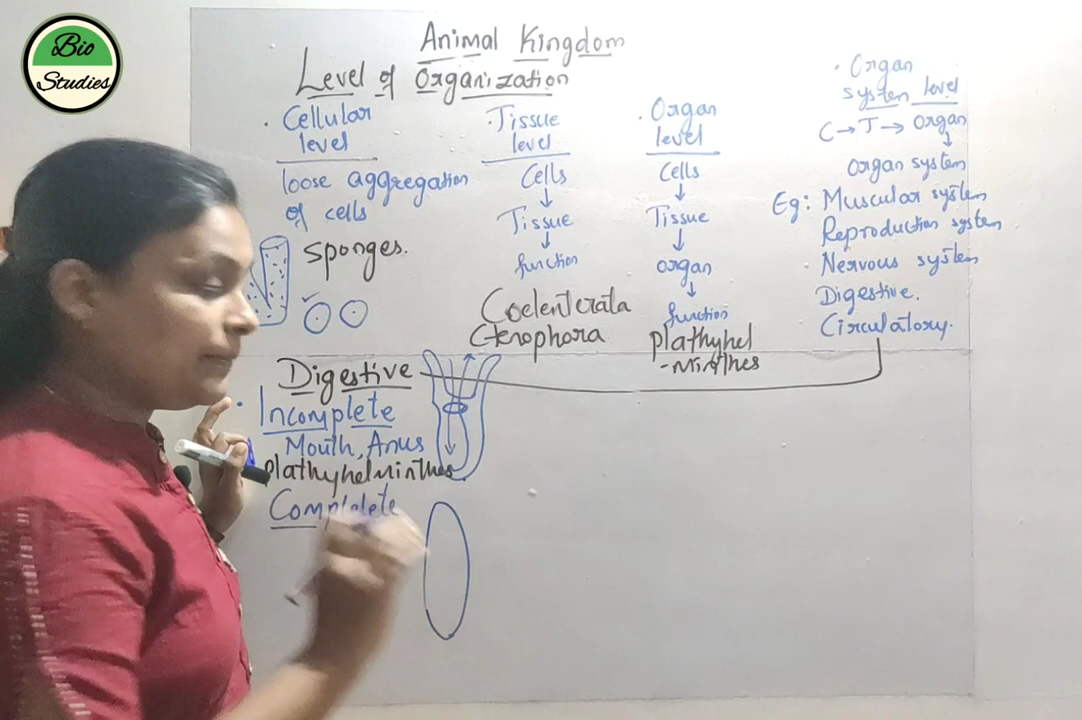 Bio
Studies
Animal Kingdom
Level of Organization
. Cellular
level
loose aggregation
of cells
sponges.
Tissue
level
Cells
↓
Tissue
↓
function
Coelenterata
Ctenophora
. Organ
level
Cells
↓
Tissue
↓
organ
↓
function
plathyhel
-minthes
. Organ
system level
C → T → Organ
↓
Organ system
Eg: Muscular system
Reproduction system
Nervous system
Digestive.
Circulatory.
Digestive
. Incomplete
Mouth, Anus
plathyhelminthes
Complete